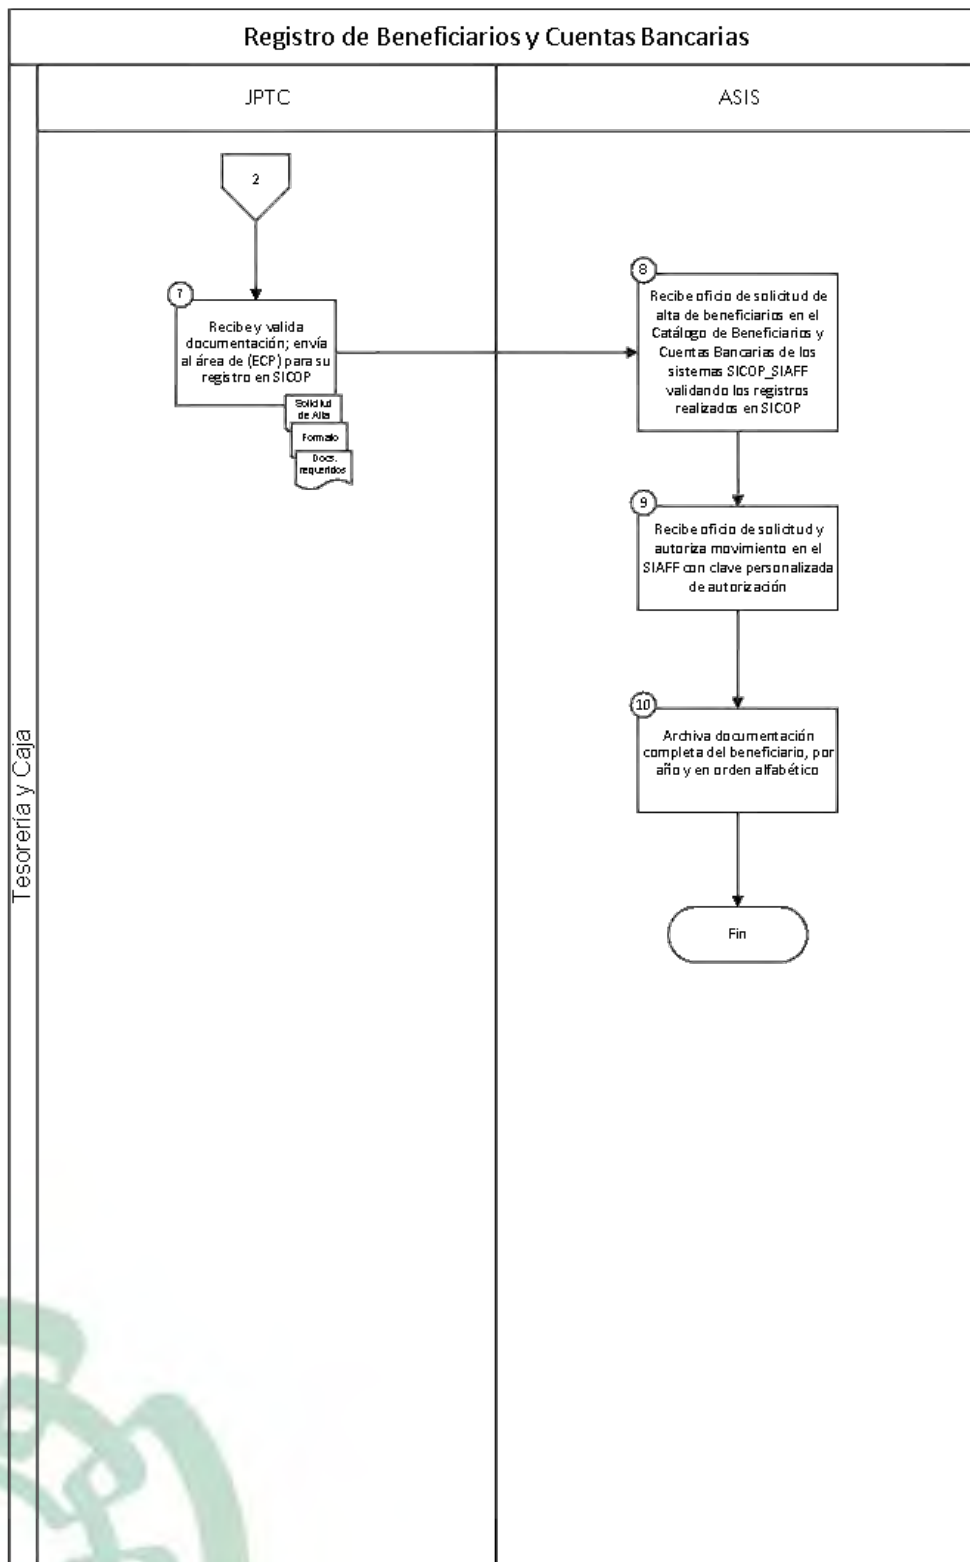 Registro de Beneficiarios y Cuentas Bancarias
JPTC
ASIS
Tesorería y Caja
2
7
Recibe y valida
documentación; envía
al área de (ECP) para su
registro en SICOP
Solicitud
de Alta
Formato
Docs.
requeridos
8
Recibe oficio de solicitud de
alta de beneficiarios en el
Catálogo de Beneficiarios y
Cuentas Bancarias de los
sistemas SICOP_SIAFF
validando los registros
realizados en SICOP
9
Recibe oficio de solicitud y
autoriza movimiento en el
SIAFF con clave personalizada
de autorización
10
Archiva documentación
completa del beneficiario, por
año y en orden alfabético
Fin